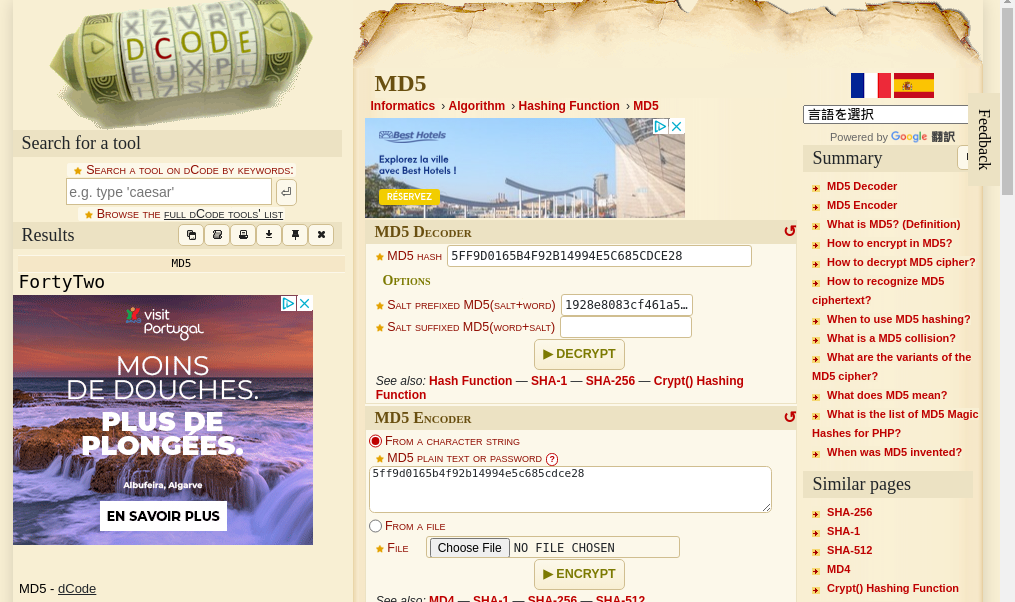 DCODE
Search for a tool
★ Search a tool on dCode by keywords:
e.g. type 'caesar'
★ Browse the full dCode tools' list
Results
MD5
FortyTwo
visit
Portugal
MOINS
DE DOUCHES.
PLUS DE
PLONGÉES.
Albufeira, Algarve
EN SAVOIR PLUS
MD5 - dCode
MD5
Informatics › Algorithm › Hashing Function › MD5
Best Hotels
Explorez la ville
avec Best Hotels !
RÉSERVEZ
MD5 Decoder
★ MD5 hash 5FF9D0165B4F92B14994E5C685CDCE28
Options
★ Salt prefixed MD5(salt+word) 1928e8083cf461a5…
★ Salt suffixed MD5(word+salt)
▶ DECRYPT
See also: Hash Function — SHA-1 — SHA-256 — Crypt() Hashing
Function
MD5 Encoder
From a character string
★ MD5 plain text or password ?
5ff9d0165b4f92b14994e5c685cdce28
From a file
★ File Choose File NO FILE CHOSEN
▶ ENCRYPT
See also: MD4 — SHA-1 — SHA-256 — SHA-512
言語を選択
Powered by Google 翻訳
Feedback
Summary
MD5 Decoder
MD5 Encoder
What is MD5? (Definition)
How to encrypt in MD5?
How to decrypt MD5 cipher?
How to recognize MD5
ciphertext?
When to use MD5 hashing?
What is a MD5 collision?
What are the variants of the
MD5 cipher?
What does MD5 mean?
What is the list of MD5 Magic
Hashes for PHP?
When was MD5 invented?
Similar pages
SHA-256
SHA-1
SHA-512
MD4
Crypt() Hashing Function